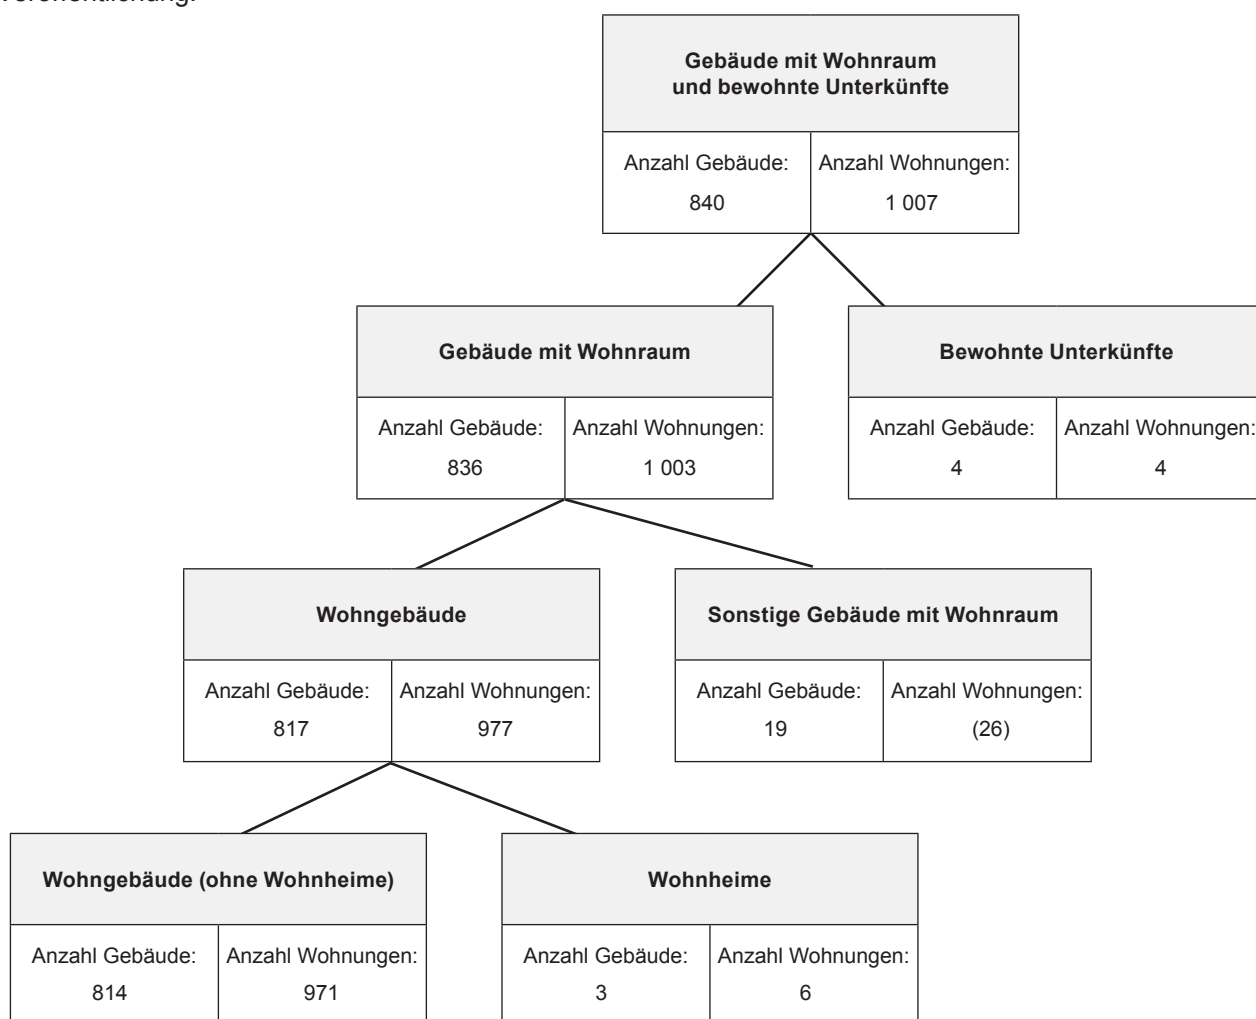 Gebäude mit Wohnraum
und bewohnte Unterkünfte
Anzahl Gebäude: Anzahl Wohnungen:
840 1 007
Gebäude mit Wohnraum Bewohnte Unterkünfte
Anzahl Gebäude: Anzahl Wohnungen: Anzahl Gebäude: Anzahl Wohnungen:
836 1 003 4 4
Wohngebäude Sonstige Gebäude mit Wohnraum
Anzahl Gebäude: Anzahl Wohnungen: Anzahl Gebäude: Anzahl Wohnungen:
817 977 19 (26)
Wohngebäude (ohne Wohnheime) Wohnheime
Anzahl Gebäude: Anzahl Wohnungen: Anzahl Gebäude: Anzahl Wohnungen:
814 971 3 6